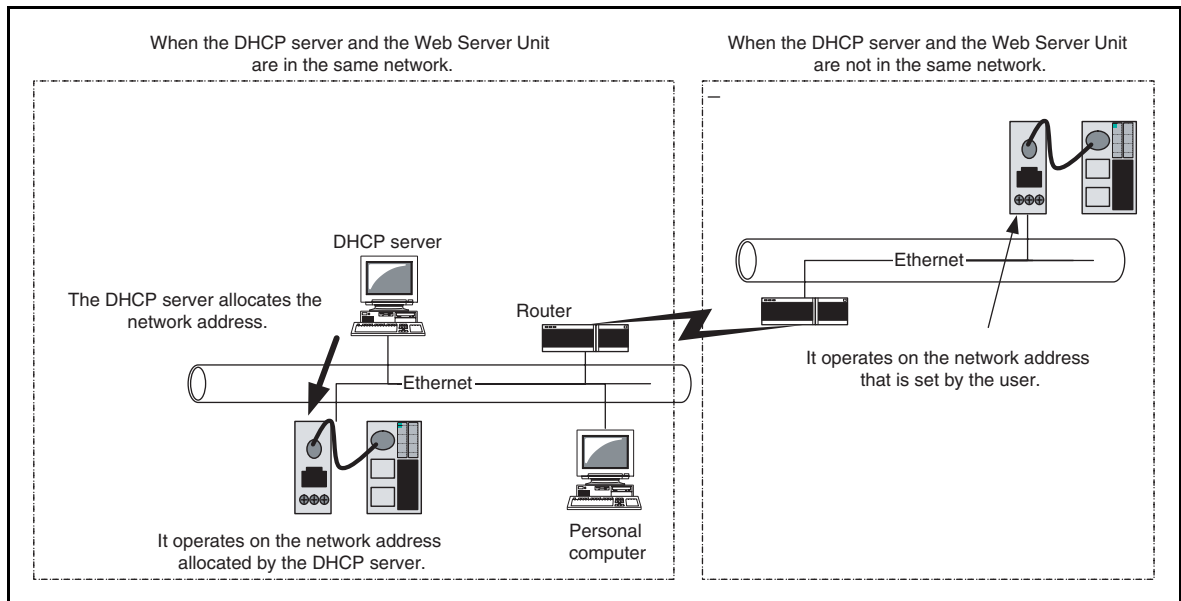 When the DHCP server and the Web Server Unit
are in the same network.
DHCP server
The DHCP server allocates the
network address.
Router
Ethernet
It operates on the network address
allocated by the DHCP server.
Personal
computer
When the DHCP server and the Web Server Unit
are not in the same network.
Ethernet
It operates on the network address
that is set by the user.